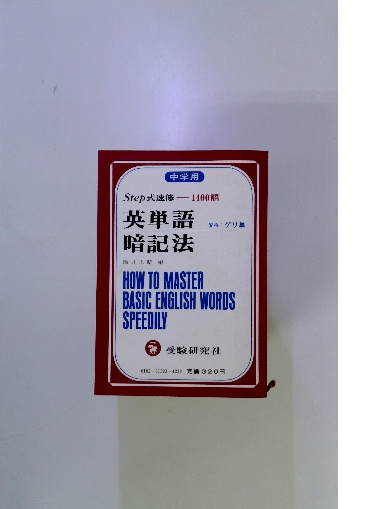 中学用
Step式速修—1400語
英単語
暗記法
HOW TO MASTER
BASIC ENGLISH WORDS
SPEEDILY
受験研究社
定価 320円